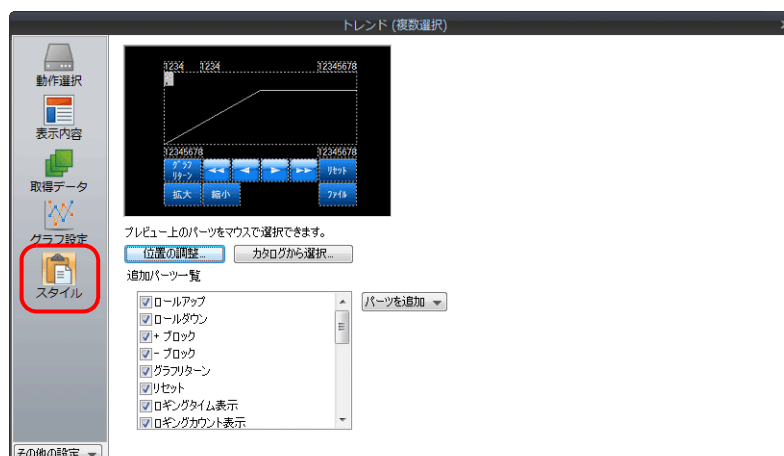 トレンド (複数選択)
動作選択
表示内容
取得データ
グラフ設定
スタイル
その他の設定
1234 1234 12345678
12345678 12345678
グラフ
リターン ◄◄ ◄ ► ►► リセット
拡大 縮小 ファイル
プレビュー上のパーツをマウスで選択できます。
位置の調整... カタログから選択...
追加パーツ一覧
ロールアップ パーツを追加
ロールダウン
+ ブロック
- ブロック
グラフリターン
リセット
ロギングタイム表示
ロギングカウント表示